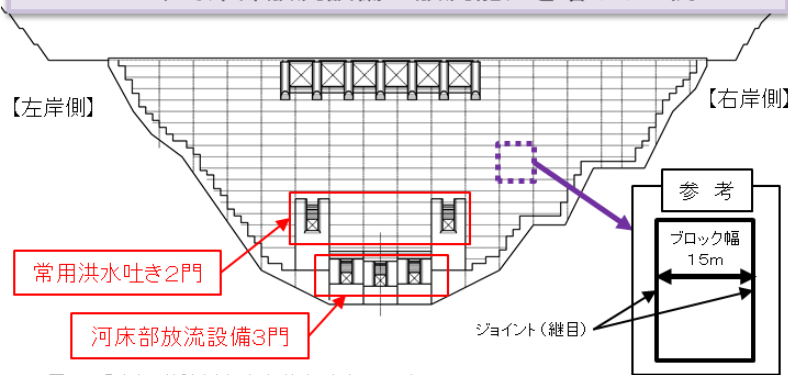 【左岸側】
【右岸側】
参 考
ブロック幅
15m
常用洪水吐き2門
河床部放流設備3門
ジョイント(継目)